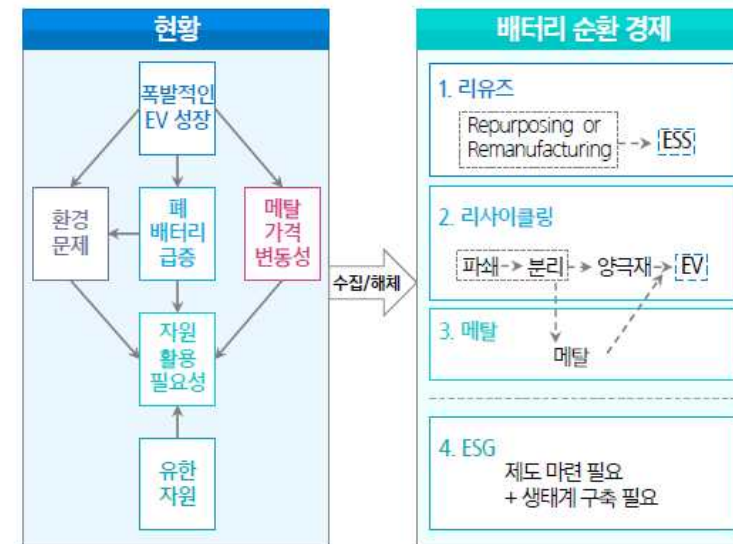 현황
폭발적인
EV 성장
환경
문제
폐
배터리
급증
메탈
가격
변동성
자원
활용
필요성
유한
자원
수집/해체
배터리 순환 경제
1. 리유즈
Repurposing or
Remanufacturing
ESS
2. 리사이클링
파쇄 분리 양극재 EV
3. 메탈
메탈
4. ESG
제도 마련 필요
+ 생태계 구축 필요